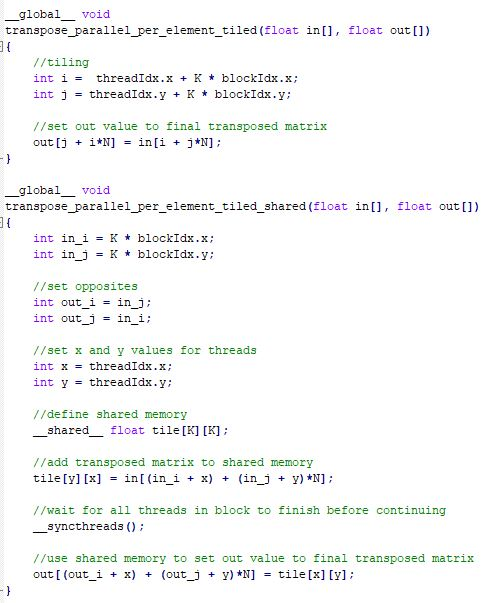 __global__ void
transpose_parallel_per_element_tiled(float in[], float out[])
{
//tiling
int i =  threadIdx.x + K * blockIdx.x;
int j = threadIdx.y + K * blockIdx.y;
//set out value to final transposed matrix
out[j + i*N] = in[i + j*N];
}
__global__ void
transpose_parallel_per_element_tiled_shared(float in[], float out[])
{
int in_i = K * blockIdx.x;
int in_j = K * blockIdx.y;
//set opposites
int out_i = in_j;
int out_j = in_i;
//set x and y values for threads
int x = threadIdx.x;
int y = threadIdx.y;
//define shared memory
__shared__ float tile[K][K];
//add transposed matrix to shared memory
tile[y][x] = in[(in_i + x) + (in_j + y)*N];
//wait for all threads in block to finish before continuing
__syncthreads();
//use shared memory to set out value to final transposed matrix
out[(out_i + x) + (out_j + y)*N] = tile[x][y];
}